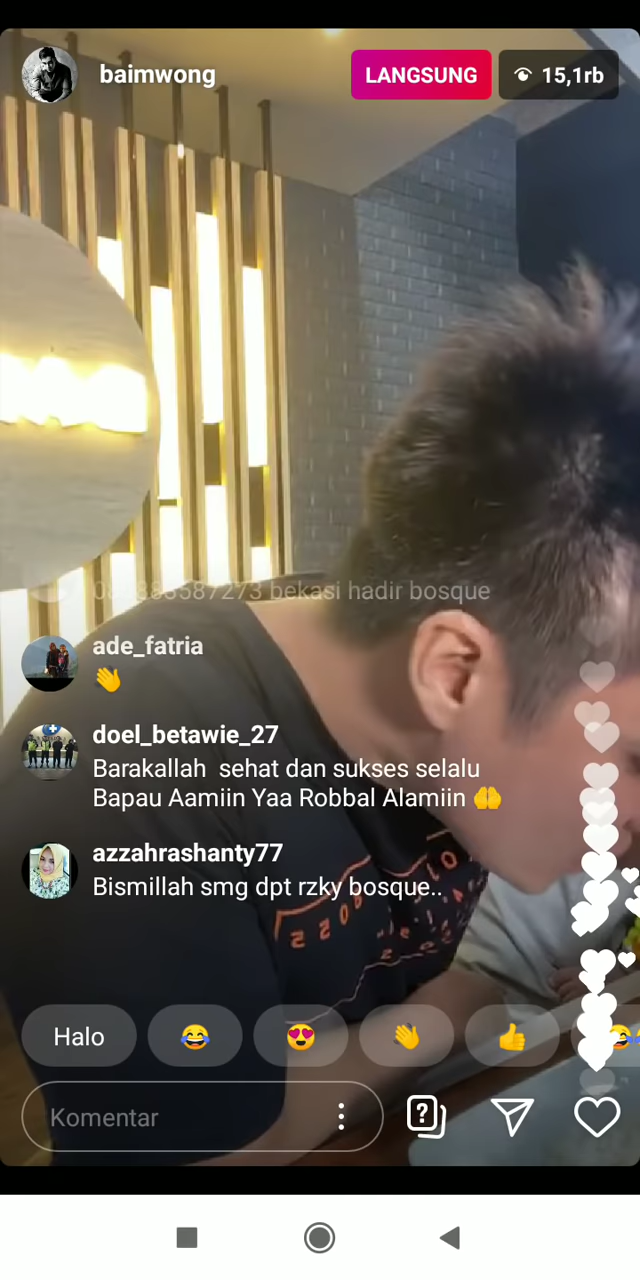 baimwong
LANGSUNG
15,1rb
bekasi hadir bosque
ade_fatria
👋
doel_betawie_27
Barakallah sehat dan sukses selalu
Bapau Aamiin Yaa Robbal Alamiin 🤲
azzahrashanty77
Bismillah smg dpt rzky bosque..
Halo 😂 😍 👋 👍 😂
Komentar